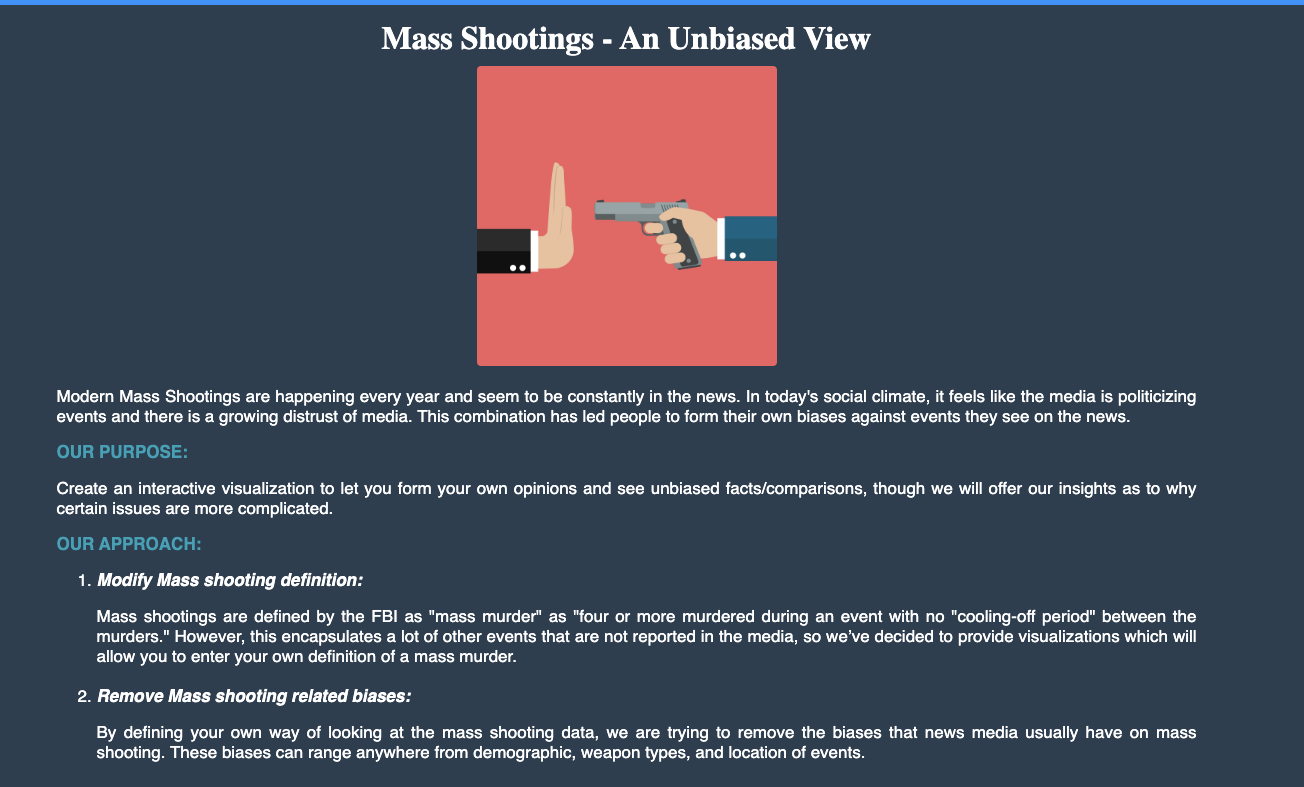 Mass Shootings - An Unbiased View
Modern Mass Shootings are happening every year and seem to be constantly in the news. In today's social climate, it feels like the media is politicizing
events and there is a growing distrust of media. This combination has led people to form their own biases against events they see on the news.
OUR PURPOSE:
Create an interactive visualization to let you form your own opinions and see unbiased facts/comparisons, though we will offer our insights as to why
certain issues are more complicated.
OUR APPROACH:
1. Modify Mass shooting definition:
Mass shootings are defined by the FBI as "mass murder" as "four or more murdered during an event with no "cooling-off period" between the
murders." However, this encapsulates a lot of other events that are not reported in the media, so we've decided to provide visualizations which will
allow you to enter your own definition of a mass murder.
2. Remove Mass shooting related biases:
By defining your own way of looking at the mass shooting data, we are trying to remove the biases that news media usually have on mass
shooting. These biases can range anywhere from demographic, weapon types, and location of events.